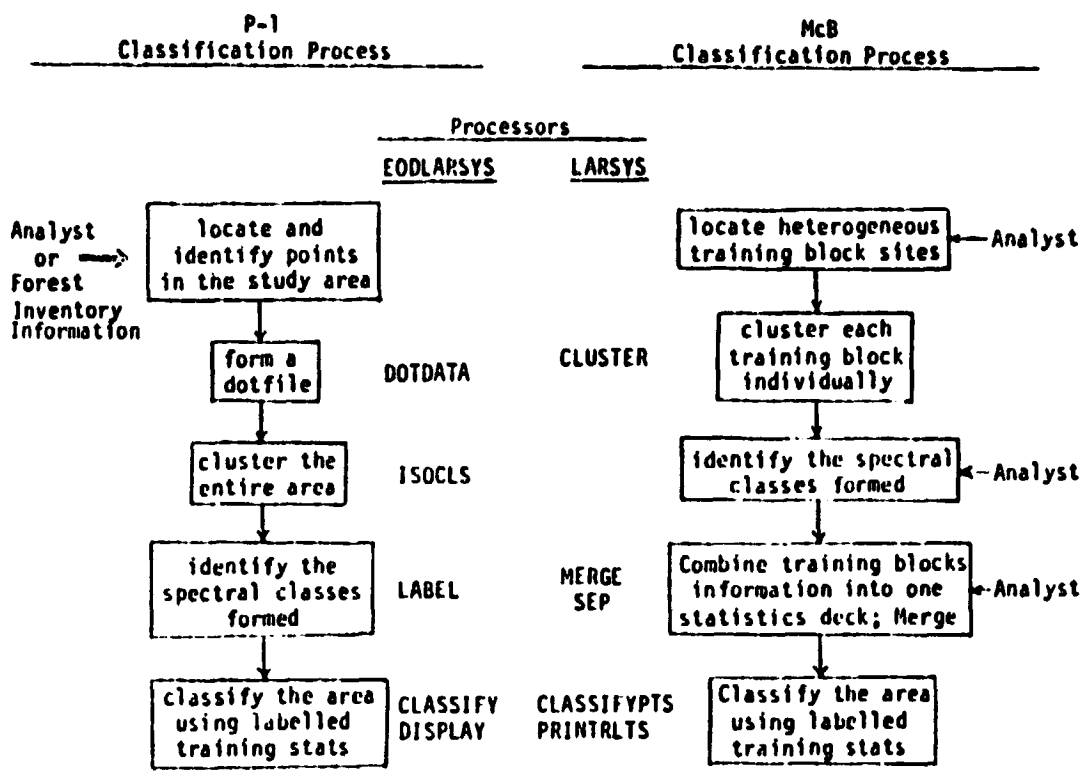 P-1
Classification Process
McB
Classification Process
Processors
EODLARSYS
LARSYS
Analyst
or
Forest
Inventory
Information
locate and
identify points
in the study area
locate heterogeneous
training block sites
Analyst
form a
dotfile
DOTDATA
CLUSTER
cluster each
training block
individually
cluster the
entire area
ISOCLS
identify the spectral
classes formed
Analyst
identify the
spectral classes
formed
LABEL
MERGE
SEP
Combine training blocks
information into one
statistics deck; Merge
Analyst
classify the area
using labelled
training stats
CLASSIFY
DISPLAY
CLASSIFYPTS
PRINTRLTS
Classify the area
using labelled
training stats